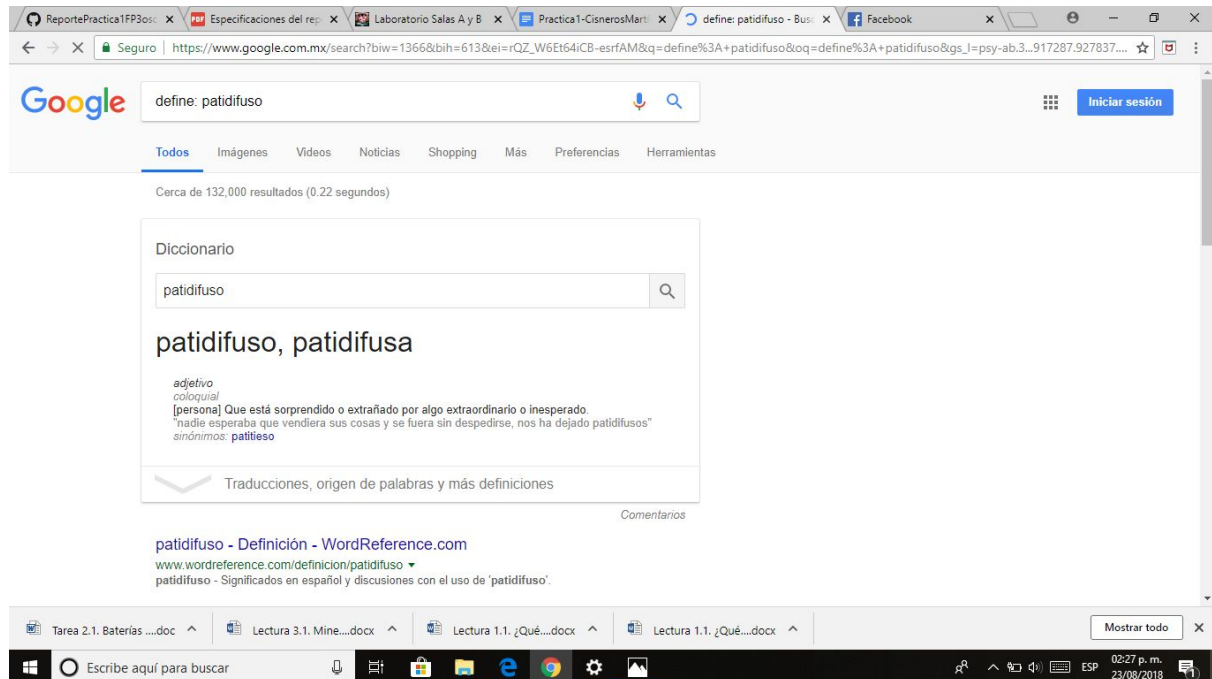 ReportePractica1FP3osc
Especificaciones del rep
Laboratorio Salas A y B
Practica1-CisnerosMarti
define: patidifuso - Busc
Facebook
Seguro | https://www.google.com.mx/search?biw=1366&bih=613&ei=rQZ_W6Et64iCB-esrfAM&q=define%3A+patidifuso&oq=define%3A+patidifuso&gs_l=psy-ab.3...917287.927837....
Google
define: patidifuso
Iniciar sesión
Todos Imágenes Videos Noticias Shopping Más Preferencias Herramientas
Cerca de 132,000 resultados (0.22 segundos)
Diccionario
patidifuso
patidifuso, patidifusa
adjetivo
coloquial
[persona] Que está sorprendido o extrañado por algo extraordinario o inesperado.
"nadie esperaba que vendiera sus cosas y se fuera sin despedirse, nos ha dejado patidifusos"
sinónimos: patitieso
Traducciones, origen de palabras y más definiciones
Comentarios
patidifuso - Definición - WordReference.com
www.wordreference.com/definicion/patidifuso
patidifuso - Significados en español y discusiones con el uso de 'patidifuso'.
Tarea 2.1. Baterías ....doc
Lectura 3.1. Mine....docx
Lectura 1.1. ¿Qué....docx
Lectura 1.1. ¿Qué....docx
Mostrar todo
Escribe aquí para buscar
ESP
02:27 p. m.
23/08/2018